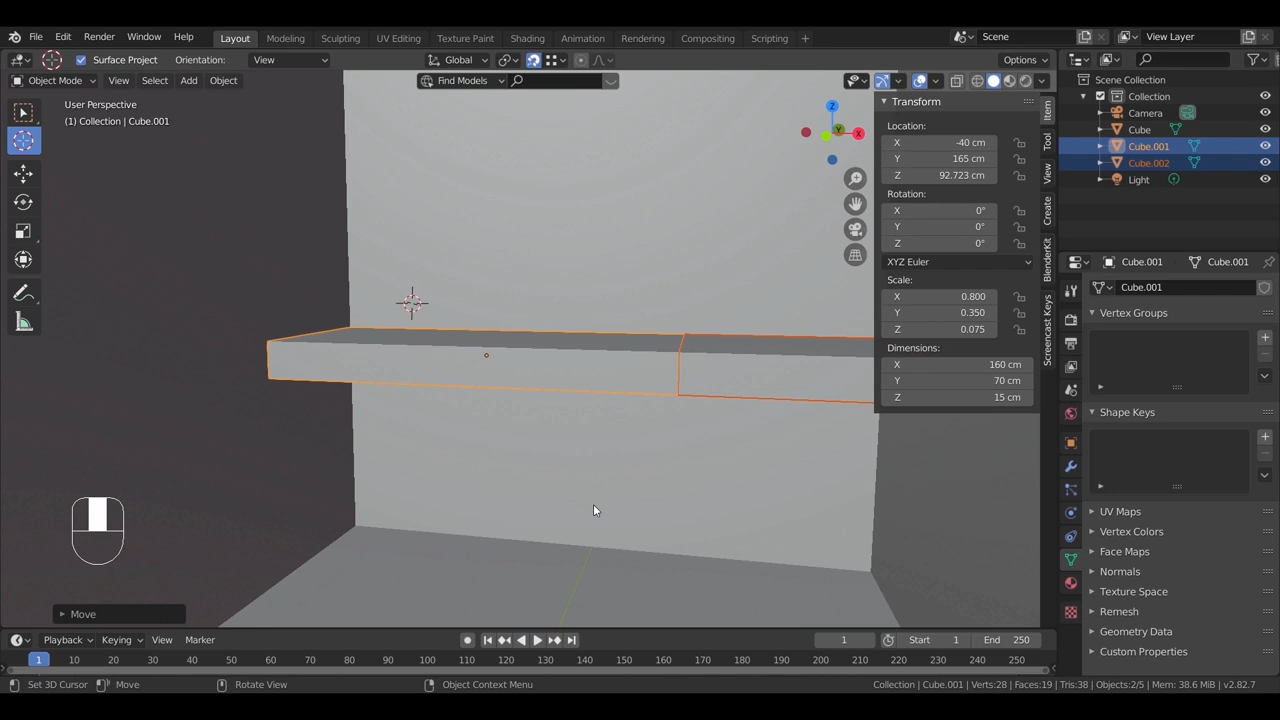 File Edit Render Window Help Layout Modeling Sculpting UV Editing Texture Paint Shading Animation Rendering Compositing Scripting + Scene View Layer
Surface Project Orientation: View Global Options
Object Mode View Select Add Object Find Models
User Perspective
(1) Collection | Cube.001
Z
Y
X
Transform
Location:
X -40 cm
Y 165 cm
Z 92.723 cm
Rotation:
X 0°
Y 0°
Z 0°
XYZ Euler
Scale:
X 0.800
Y 0.350
Z 0.075
Dimensions:
X 160 cm
Y 70 cm
Z 15 cm
Item
Tool
View
Create
BlenderKit
Screencast Keys
Scene Collection
Collection
Camera
Cube
Cube.001
Cube.002
Light
Cube.001 Cube.001
Cube.001
Vertex Groups
Shape Keys
UV Maps
Vertex Colors
Face Maps
Normals
Texture Space
Remesh
Geometry Data
Custom Properties
Move
Playback Keying View Marker 1 Start 1 End 250
1 10 20 30 40 50 60 70 80 90 100 110 120 130 140 150 160 170 180 190 200 210 220 230 240 250
Set 3D Cursor Move Rotate View Object Context Menu Collection | Cube.001 | Verts:28 | Faces:19 | Tris:38 | Objects:2/5 | Mem: 38.6 MiB | v2.82.7